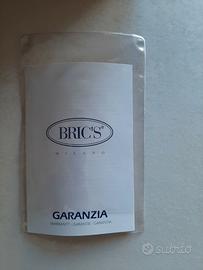 BRIC'S®
MILANO
GARANZIA
WARRANTY - GARANTIE - GARANTÍA
subito